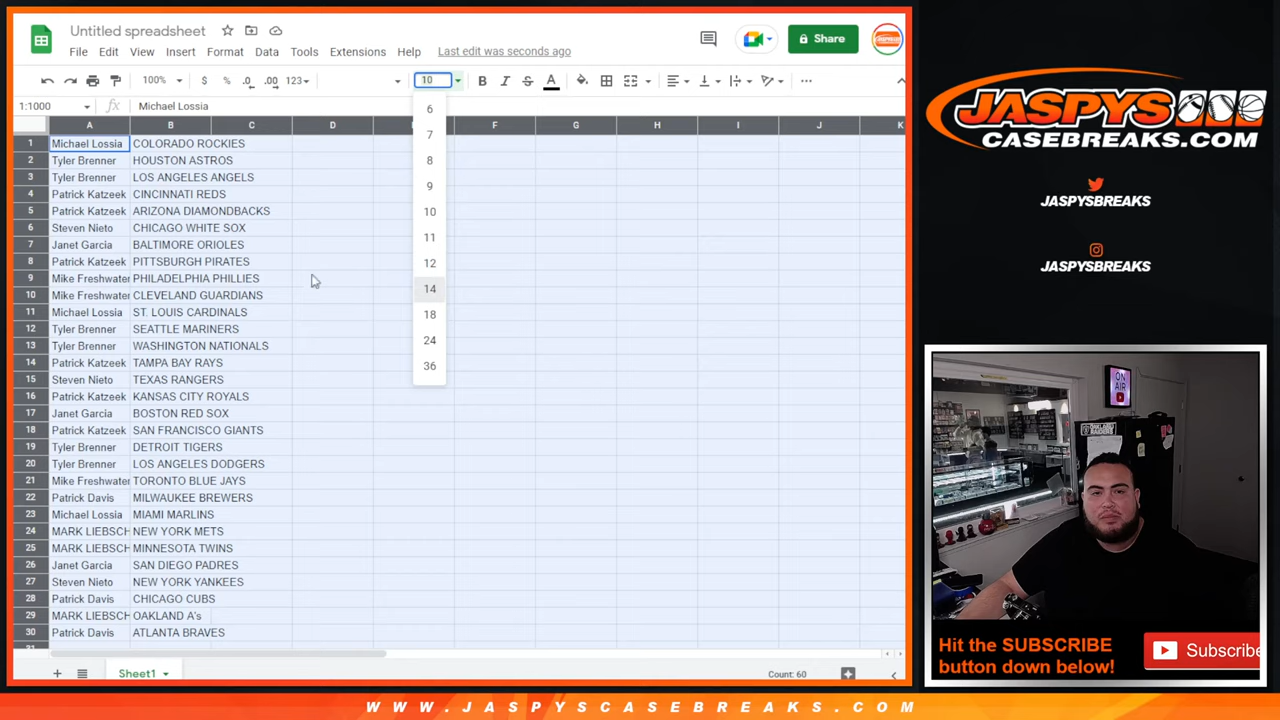 Untitled spreadsheet
File Edit View Insert Format Data Tools Extensions Help Last edit was seconds ago
Share
100% $ % .0 .00 123 10 B I S A
1:1000 fx Michael Lossia
A B C D F G H I J K
1 Michael Lossia COLORADO ROCKIES
2 Tyler Brenner HOUSTON ASTROS
3 Tyler Brenner LOS ANGELES ANGELS
4 Patrick Katzeek CINCINNATI REDS
5 Patrick Katzeek ARIZONA DIAMONDBACKS
6 Steven Nieto CHICAGO WHITE SOX
7 Janet Garcia BALTIMORE ORIOLES
8 Patrick Katzeek PITTSBURGH PIRATES
9 Mike Freshwater PHILADELPHIA PHILLIES
10 Mike Freshwater CLEVELAND GUARDIANS
11 Michael Lossia ST. LOUIS CARDINALS
12 Tyler Brenner SEATTLE MARINERS
13 Tyler Brenner WASHINGTON NATIONALS
14 Patrick Katzeek TAMPA BAY RAYS
15 Steven Nieto TEXAS RANGERS
16 Patrick Katzeek KANSAS CITY ROYALS
17 Janet Garcia BOSTON RED SOX
18 Patrick Katzeek SAN FRANCISCO GIANTS
19 Tyler Brenner DETROIT TIGERS
20 Tyler Brenner LOS ANGELES DODGERS
21 Mike Freshwater TORONTO BLUE JAYS
22 Patrick Davis MILWAUKEE BREWERS
23 Michael Lossia MIAMI MARLINS
24 MARK LIEBSCH NEW YORK METS
25 MARK LIEBSCH MINNESOTA TWINS
26 Janet Garcia SAN DIEGO PADRES
27 Steven Nieto NEW YORK YANKEES
28 Patrick Davis CHICAGO CUBS
29 MARK LIEBSCH OAKLAND A's
30 Patrick Davis ATLANTA BRAVES
6
7
8
9
10
11
12
14
18
24
36
Sheet1
Count: 60
JASPYS
CASEBREAKS.COM
JASPYSBREAKS
JASPYSBREAKS
ON
AIR
RAIDERS
Hit the SUBSCRIBE
button down below!
Subscribe
WWW.JASPYSCASEBREAKS.COM